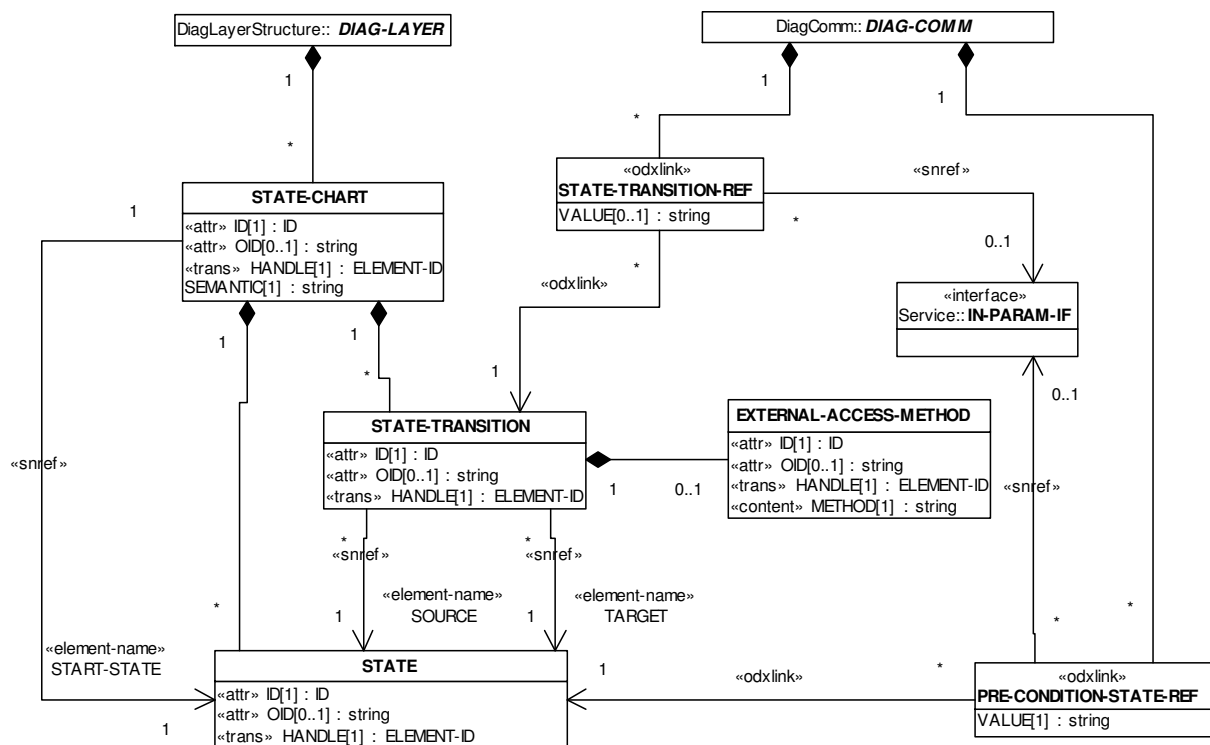 DiagLayerStructure:: DIAG-LAYER
DiagComm:: DIAG-COMM
1
1
1
*
*
*
«odxlink»
STATE-TRANSITION-REF
VALUE[0..1] : string
«snref»
*
0..1
STATE-CHART
«attr» ID[1] : ID
«attr» OID[0..1] : string
«trans» HANDLE[1] : ELEMENT-ID
SEMANTIC[1] : string
1
*
«odxlink»
«interface»
Service:: IN-PARAM-IF
1
1
*
1
0..1
STATE-TRANSITION
«attr» ID[1] : ID
«attr» OID[0..1] : string
«trans» HANDLE[1] : ELEMENT-ID
EXTERNAL-ACCESS-METHOD
«attr» ID[1] : ID
«attr» OID[0..1] : string
«trans» HANDLE[1] : ELEMENT-ID
«content» METHOD[1] : string
1
0..1
«snref»
«snref»
*
«snref»
*
«snref»
«element-name»
SOURCE
«element-name»
TARGET
*
1
1
*
*
«element-name»
START-STATE
1
STATE
«attr» ID[1] : ID
«attr» OID[0..1] : string
«trans» HANDLE[1] : ELEMENT-ID
1
«odxlink»
*
«odxlink»
PRE-CONDITION-STATE-REF
VALUE[1] : string